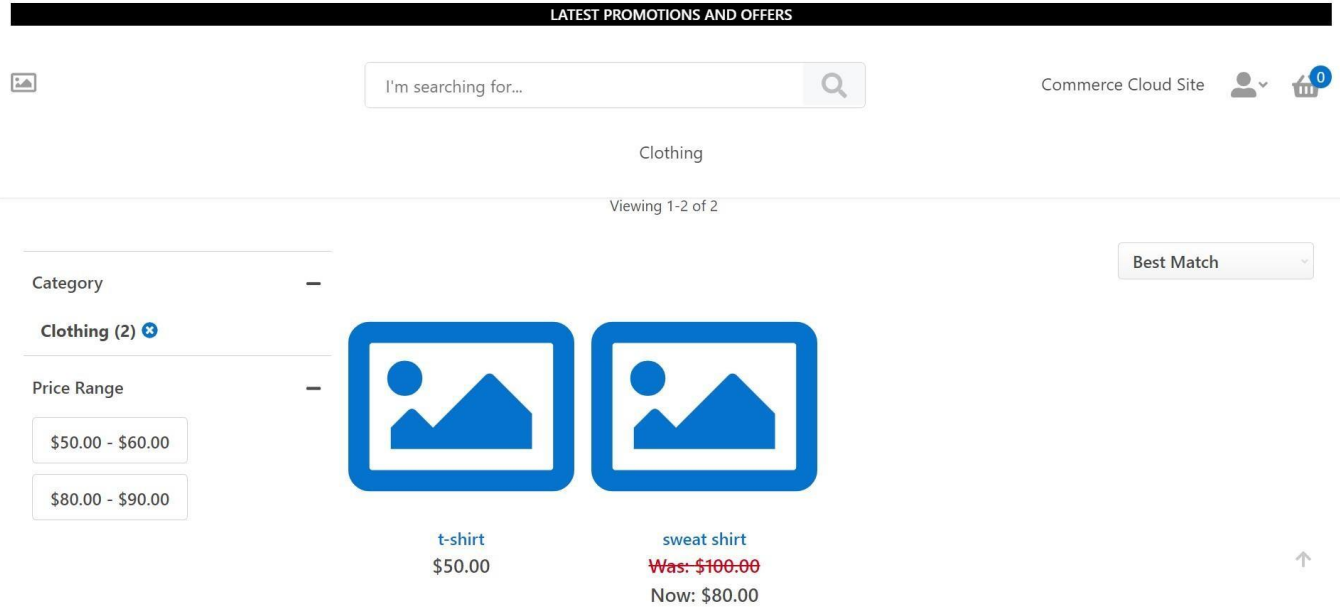 LATEST PROMOTIONS AND OFFERS
I'm searching for...
Commerce Cloud Site
0
Clothing
Viewing 1-2 of 2
Best Match
Category
Clothing (2)
Price Range
$50.00 - $60.00
$80.00 - $90.00
t-shirt
$50.00
sweat shirt
Was: $100.00
Now: $80.00